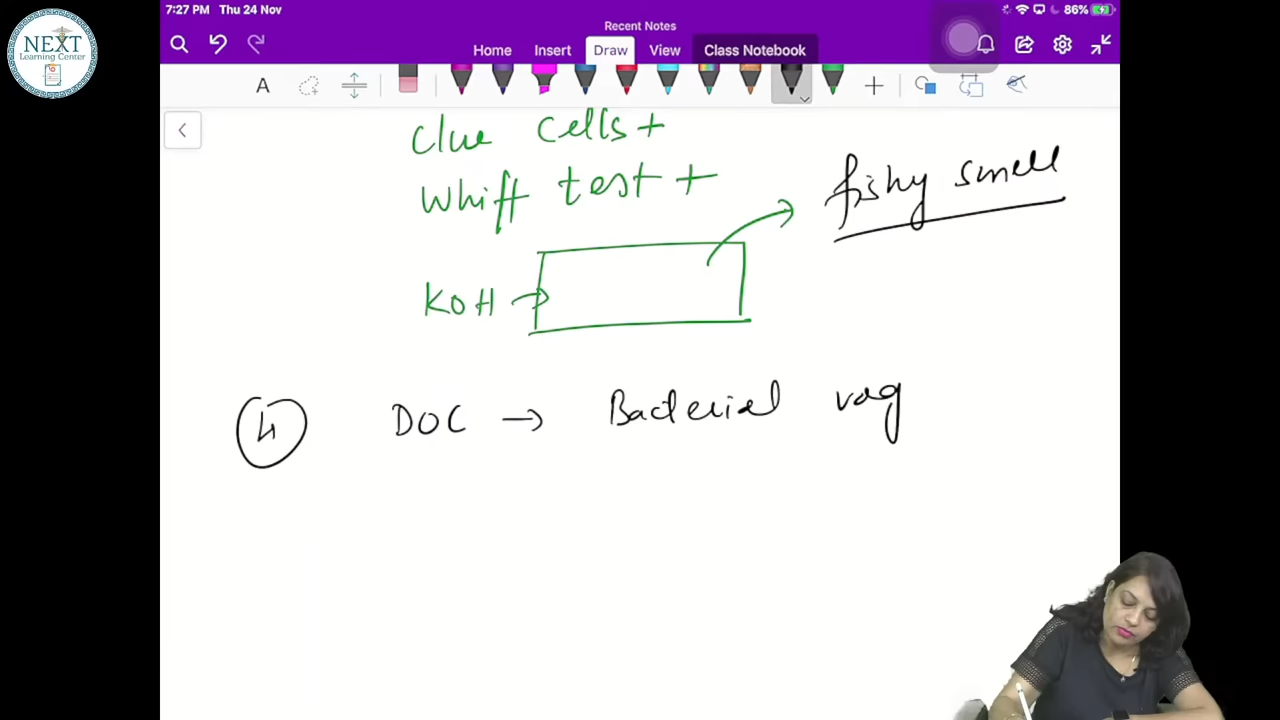 7:27 PM Thu 24 Nov
86%
Recent Notes
Home Insert Draw View Class Notebook
A
NEXT
Learning Center
Clue cells +
Whiff test +
fishy smell
KOH →
4 DOC → Bacterial vag